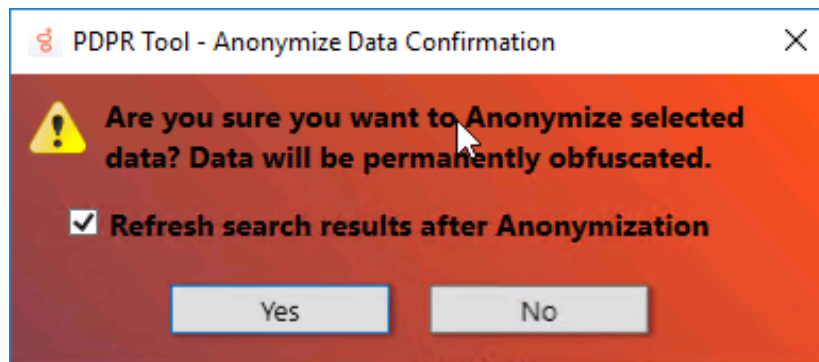 PDPR Tool - Anonymize Data Confirmation
Are you sure you want to Anonymize selected
data? Data will be permanently obfuscated.
Refresh search results after Anonymization
Yes
No